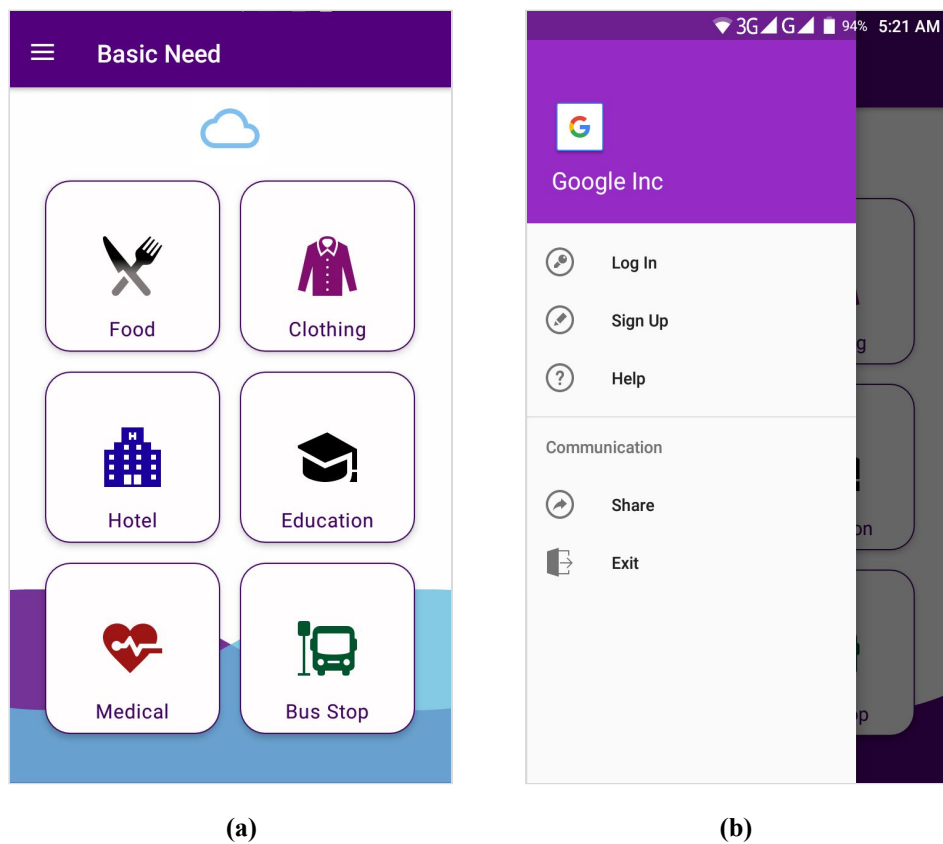 Basic Need
Food
Clothing
Hotel
H
Education
Medical
Bus Stop
(a)
3G G 94% 5:21 AM
G
Google Inc
Log In
Sign Up
? Help
Communication
Share
Exit
g
on
p
(b)